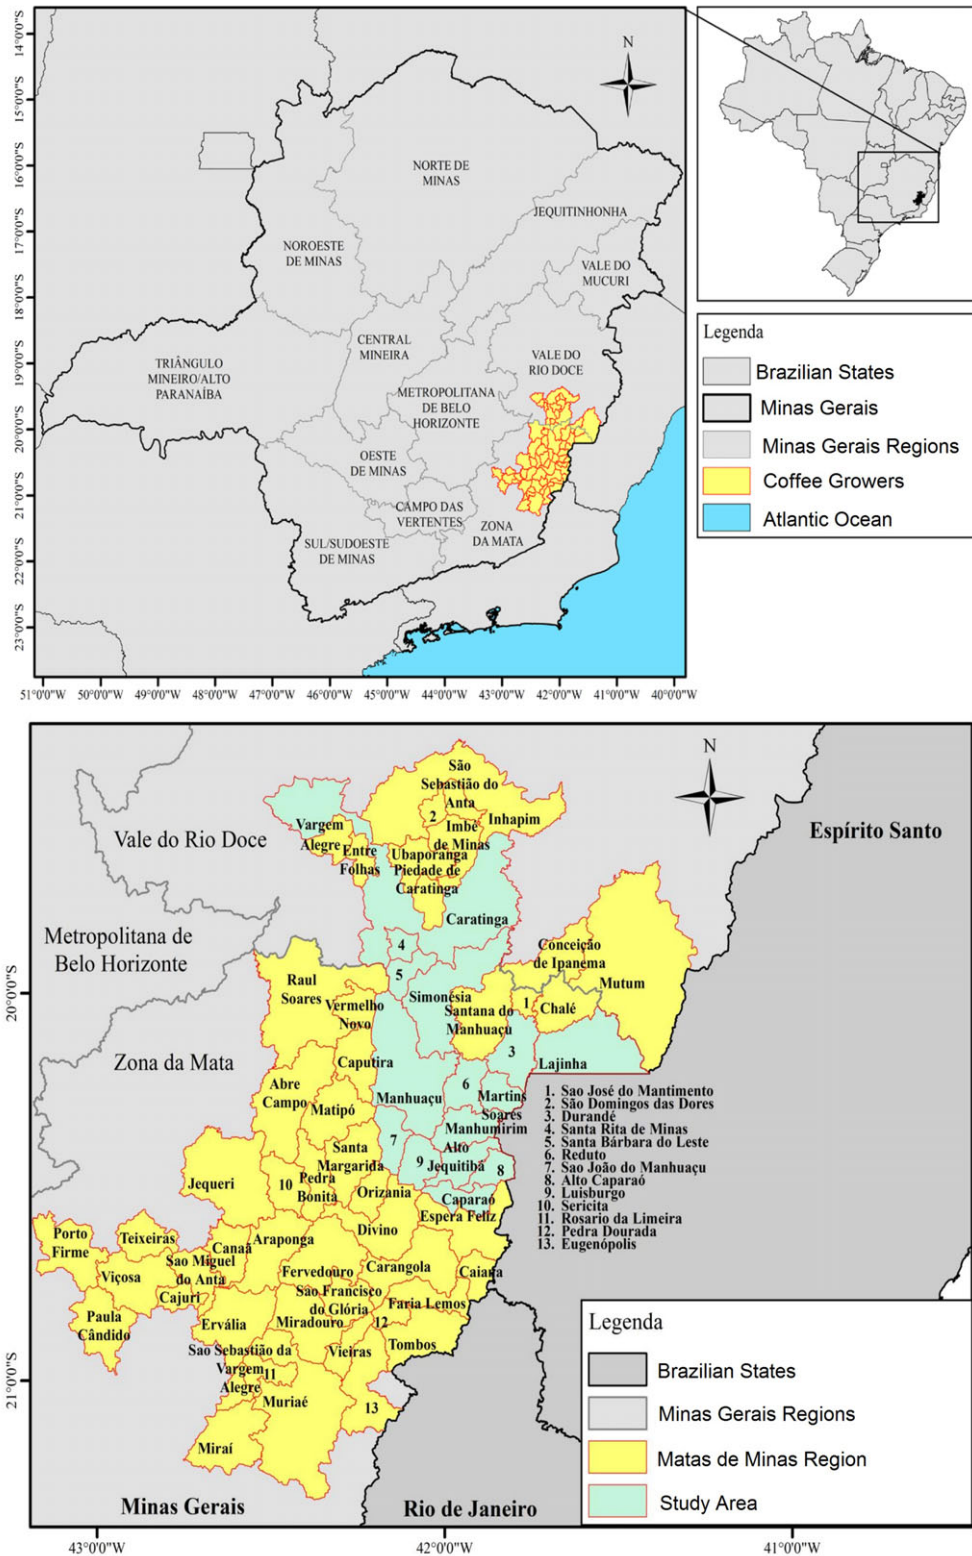 14°0'0"S
15°0'0"S
16°0'0"S
17°0'0"S
18°0'0"S
19°0'0"S
20°0'0"S
21°0'0"S
22°0'0"S
23°0'0"S
N
NORTE DE
MINAS
JEQUITINHONHA
NOROESTE
DE MINAS
VALE DO
MUCURI
CENTRAL
MINEIRA
VALE DO
RIO DOCE
TRIÂNGULO
MINEIRO/ALTO
PARANAÍBA
METROPOLITANA
DE BELO
HORIZONTE
OESTE
DE MINAS
CAMPO DAS
VERTENTES
ZONA
DA MATA
SUL/SUDOESTE
DE MINAS
51°0'0"W
50°0'0"W
49°0'0"W
48°0'0"W
47°0'0"W
46°0'0"W
45°0'0"W
44°0'0"W
43°0'0"W
42°0'0"W
41°0'0"W
40°0'0"W
Legenda
Brazilian States
Minas Gerais
Minas Gerais Regions
Coffee Growers
Atlantic Ocean
N
Espírito Santo
Vale do Rio Doce
Metropolitana de
Belo Horizonte
Zona da Mata
São
Sebastião do
Anta
2
Inhapim
Imbé
de Minas
Vargem
Alegre
Entre
Folhas
Ubaporanga
Piedade de
Caratinga
Caratinga
4
5
Conceição
de Ipanema
Mutum
Raul
Soares
Vermelho
Novo
Simonésia
Santana do
Manhuaçu
1
Chalé
3
Lajinha
Caputira
Abre
Campo
Matipó
Manhuaçu
6
Martins
Soares
Manhumirim
7
Alto
Jequitibá
9
8
Santa
Margarida
Jequeri
10
Pedra
Bonita
Orizania
Caparaó
Espera Feliz
Divino
Porto
Firme
Teixeiras
Canaã
Araponga
Viçosa
Sao Miguel
do Anta
Cajuri
Fervedouro
Carangola
Caiana
Sao Francisco
do Glória
Faria Lemos
Paula
Cândido
Ervália
Miradouro
12
Tombos
Sao Sebastião da
Vargem
Alegre
11
Vieiras
Muriaé
13
Miraí
1. Sao José do Mantimento
2. São Domingos das Dores
3. Durandé
4. Santa Rita de Minas
5. Santa Bárbara do Leste
6. Reduto
7. Sao João do Manhuaçu
8. Alto Caparaó
9. Luisburgo
10. Sericita
11. Rosario da Limeira
12. Pedra Dourada
13. Eugenópolis
Minas Gerais
Rio de Janeiro
Legenda
Brazilian States
Minas Gerais Regions
Matas de Minas Region
Study Area
20°0'0"S
21°0'0"S
43°0'0"W
42°0'0"W
41°0'0"W